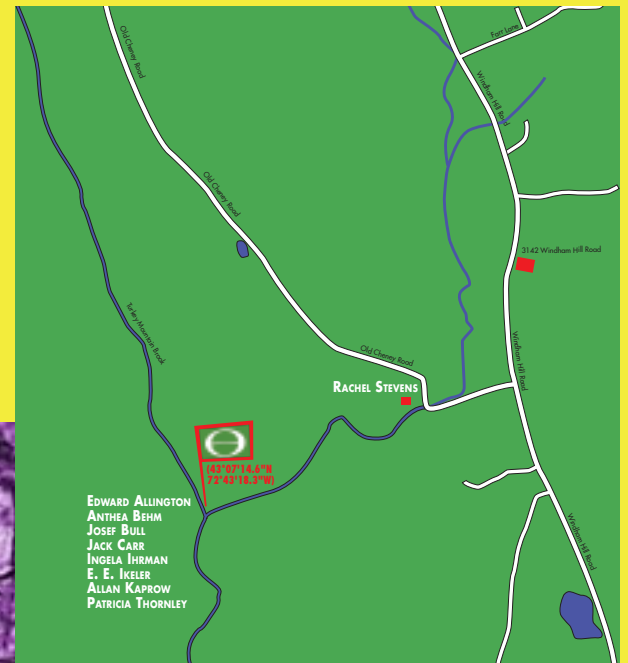 Fort Lane
Old Cheney Road
Windham Hill Road
Old Cheney Road
3142 Windham Hill Road
Turkey Mountain Brook
Windham Hill Road
Old Cheney Road
RACHEL STEVENS
(43°07'14.6"N
72°43'18.3"W)
EDWARD ALLINGTON
ANTHEA BEHM
JOSEF BULL
JACK CARR
INGELA IHRMAN
E. E. IKELER
ALLAN KAPROW
PATRICIA THORNLEY
Windham Hill Road